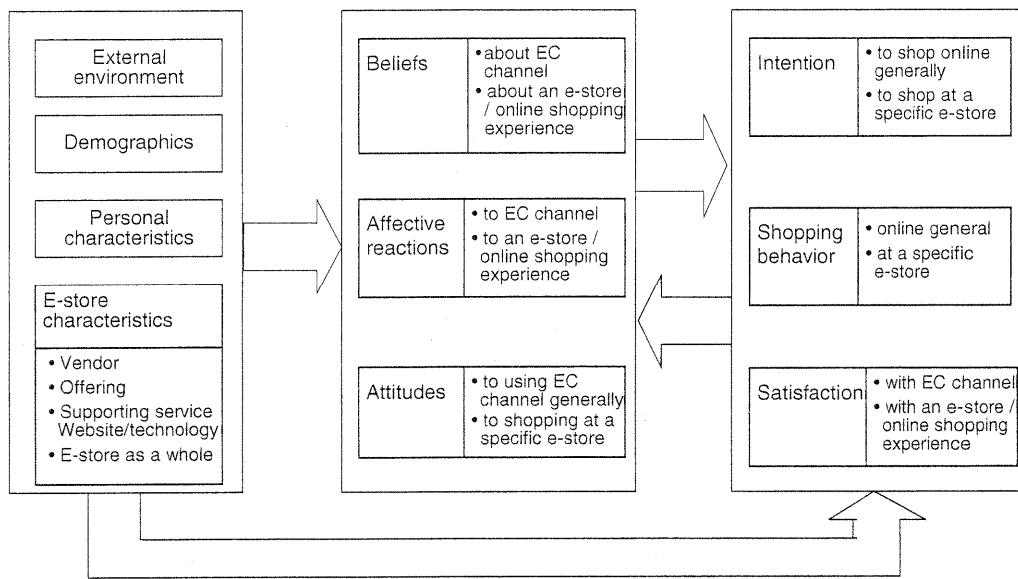 External
environment
Demographics
Personal
characteristics
E-store
characteristics
• Vendor
• Offering
• Supporting service
Website/technology
• E-store as a whole
Beliefs
• about EC
channel
• about an e-store
/ online shopping
experience
Affective
reactions
• to EC channel
• to an e-store /
online shopping
experience
Attitudes
• to using EC
channel generally
• to shopping at a
specific e-store
Intention
• to shop online
generally
• to shop at a
specific e-store
Shopping
behavior
• online general
• at a specific
e-store
Satisfaction
• with EC channel
• with an e-store /
online shopping
experience